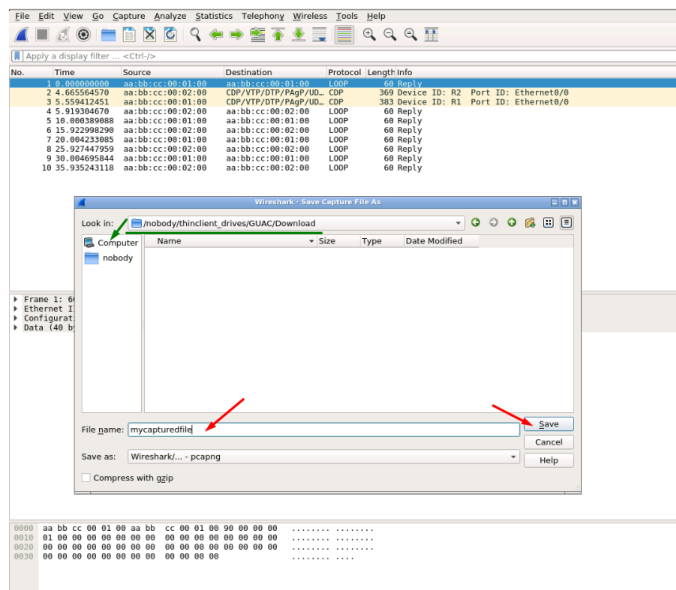 File Edit View Go Capture Analyze Statistics Telephony Wireless Tools Help
Apply a display filter ... <Ctrl-/>
No. Time Source Destination Protocol Length Info
1 0.000000000 aa:bb:cc:00:01:00 aa:bb:cc:00:01:00 LOOP 60 Reply
2 4.665564570 aa:bb:cc:00:02:00 CDP/VTP/DTP/PAgP/UD… CDP 369 Device ID: R2 Port ID: Ethernet0/0
3 5.559412451 aa:bb:cc:00:01:00 CDP/VTP/DTP/PAgP/UD… CDP 383 Device ID: R1 Port ID: Ethernet0/0
4 5.919304670 aa:bb:cc:00:02:00 aa:bb:cc:00:02:00 LOOP 60 Reply
5 10.000389088 aa:bb:cc:00:01:00 aa:bb:cc:00:01:00 LOOP 60 Reply
6 15.922998290 aa:bb:cc:00:02:00 aa:bb:cc:00:02:00 LOOP 60 Reply
7 20.004233085 aa:bb:cc:00:01:00 aa:bb:cc:00:01:00 LOOP 60 Reply
8 25.927447959 aa:bb:cc:00:02:00 aa:bb:cc:00:02:00 LOOP 60 Reply
9 30.004695844 aa:bb:cc:00:01:00 aa:bb:cc:00:01:00 LOOP 60 Reply
10 35.935243118 aa:bb:cc:00:02:00 aa:bb:cc:00:02:00 LOOP 60 Reply
Wireshark · Save Capture File As
Look in: /nobody/thinclient_drives/GUAC/Download
Computer
nobody
Name Size Type Date Modified
Frame 1: 6
Ethernet I
Configurat
Data (40 b
File name: mycapturedfile
Save
Cancel
Save as: Wireshark/... - pcapng
Help
Compress with gzip
0000 aa bb cc 00 01 00 aa bb cc 00 01 00 90 00 00 00 ........ ........
0010 01 00 00 00 00 00 00 00 00 00 00 00 00 00 00 00 ........ ........
0020 00 00 00 00 00 00 00 00 00 00 00 00 00 00 00 00 ........ ........
0030 00 00 00 00 00 00 00 00 00 00 00 00 ........ ....